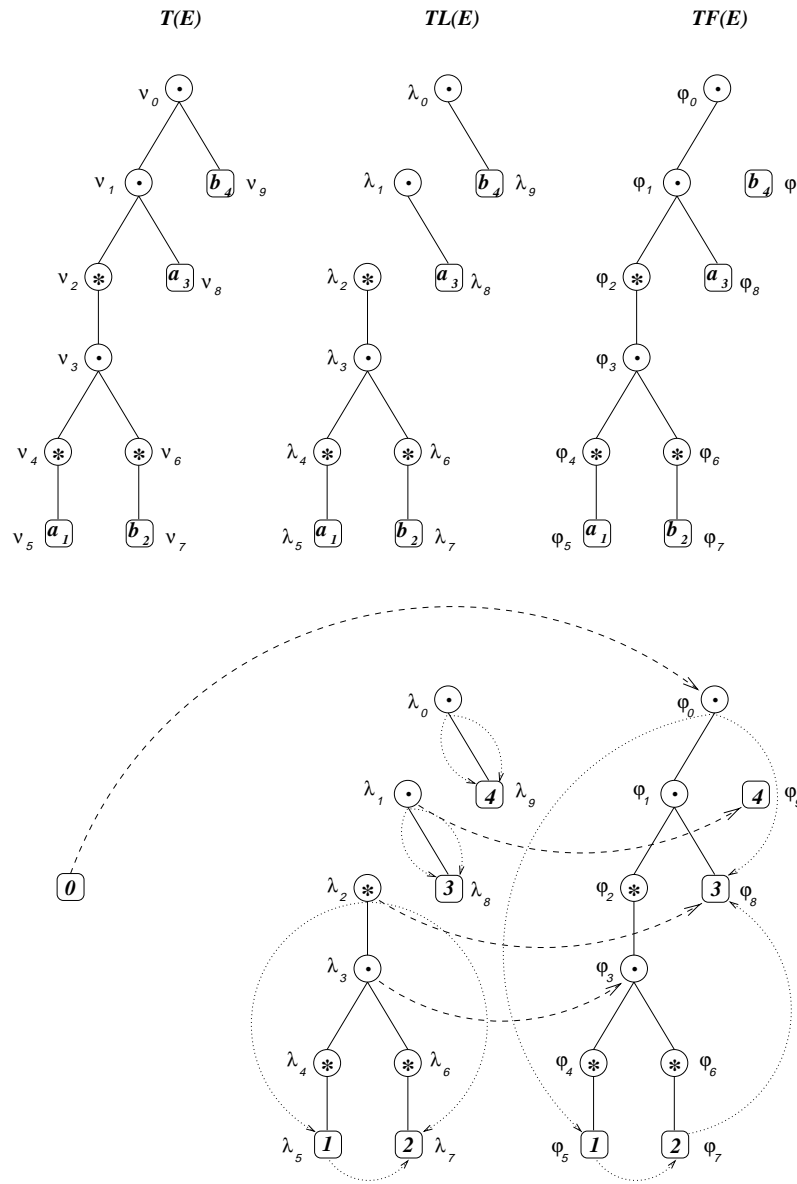 T(E) TL(E) TF(E)
ν0 · λ0 · φ0 ·
ν1 · b4 ν9 λ1 · b4 λ9 φ1 · b4 φ
ν2 * a3 ν8 λ2 * a3 λ8 φ2 * a3 φ8
ν3 · λ3 · φ3 ·
ν4 * * ν6 λ4 * * λ6 φ4 * * φ6
ν5 a1 b2 ν7 λ5 a1 b2 λ7 φ5 a1 b2 φ7
λ0 · φ0 ·
λ1 · 4 λ9 φ1 · 4 φ9
0 λ2 * 3 λ8 φ2 * 3 φ8
λ3 · φ3 ·
λ4 * * λ6 φ4 * * φ6
λ5 1 2 λ7 φ5 1 2 φ7